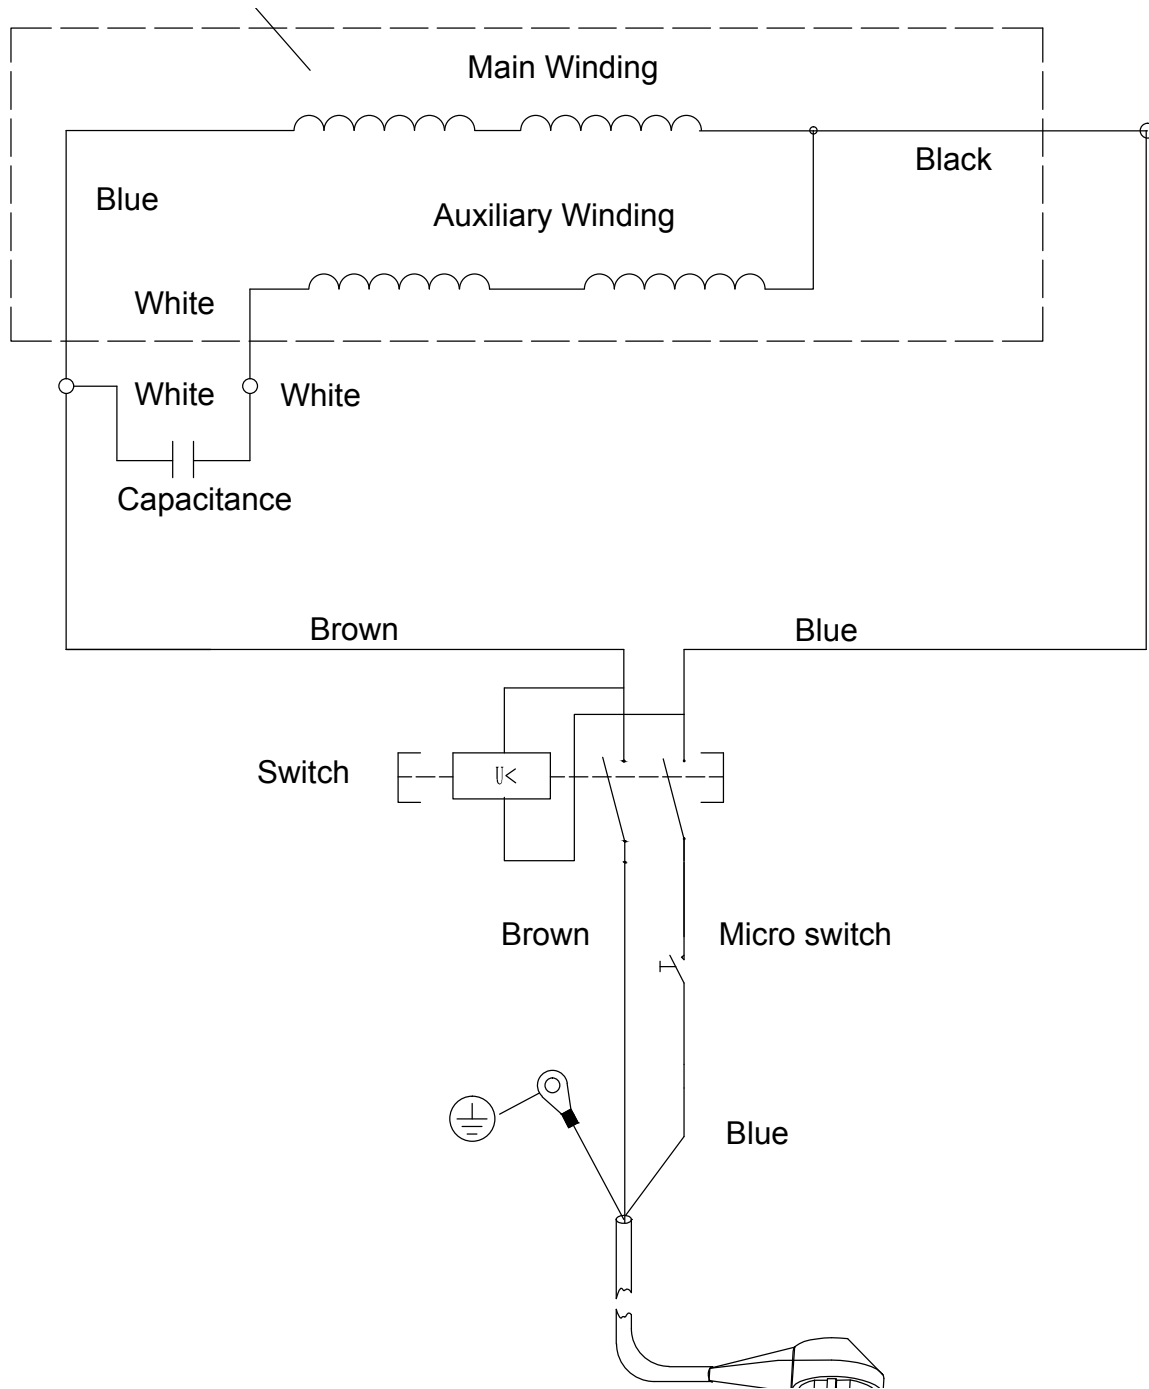 Main Winding
Black
Blue
Auxiliary Winding
White
White
White
Capacitance
Brown
Blue
Switch
U<
Brown
Micro switch
Blue